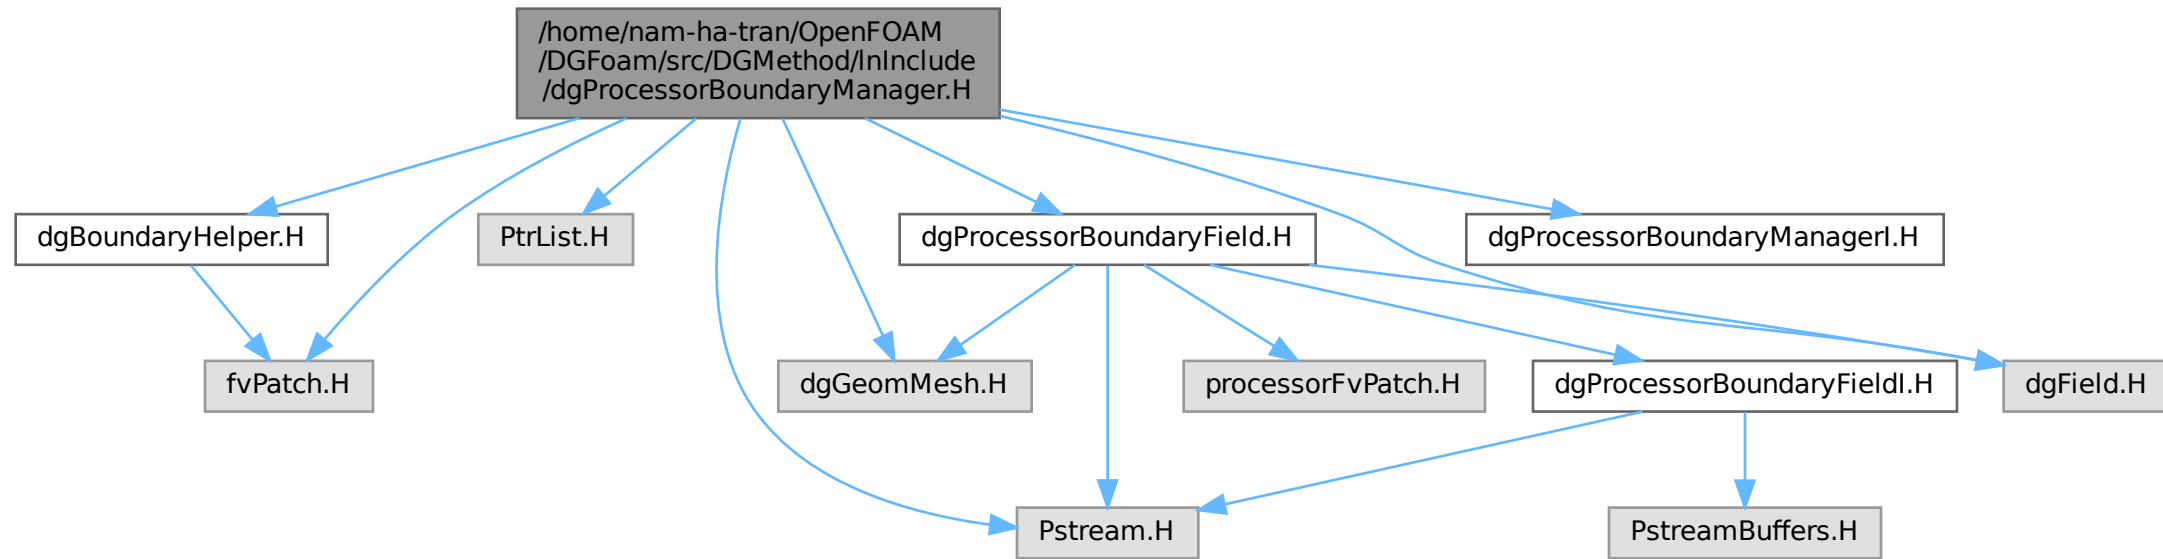 /home/nam-ha-tran/OpenFOAM
/DGFoam/src/DGMethod/lnInclude
/dgProcessorBoundaryManager.H
dgBoundaryHelper.H
PtrList.H
dgProcessorBoundaryField.H
dgProcessorBoundaryManagerI.H
fvPatch.H
dgGeomMesh.H
processorFvPatch.H
dgProcessorBoundaryFieldI.H
dgField.H
Pstream.H
PstreamBuffers.H